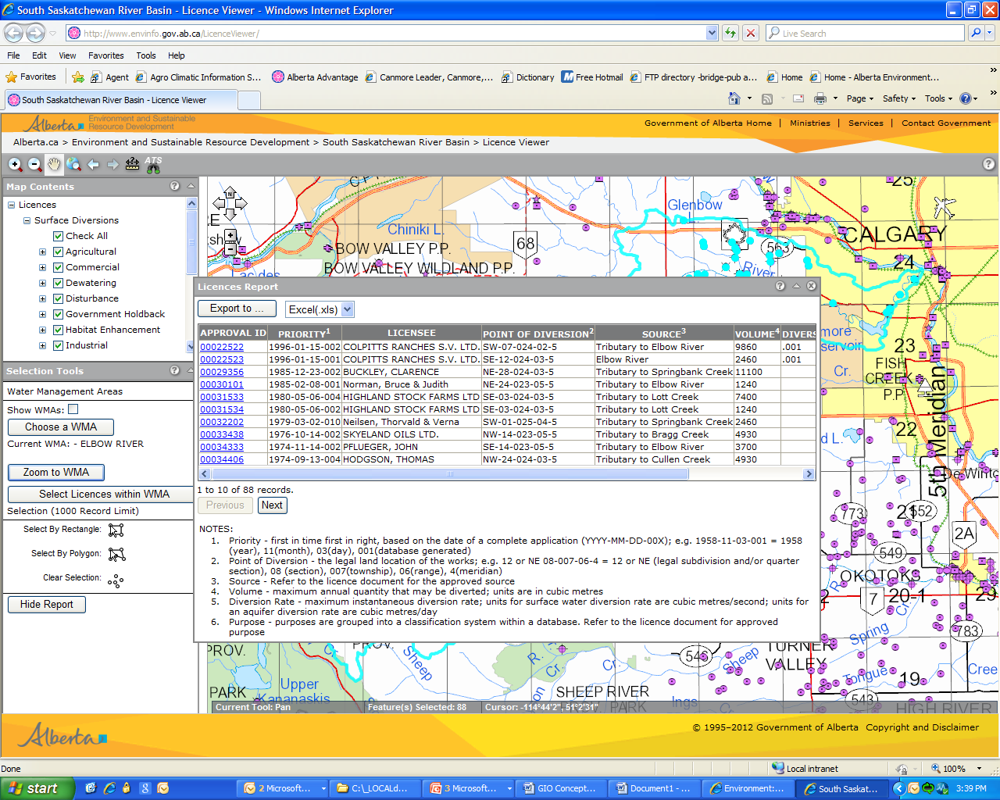 South Saskatchewan River Basin - Licence Viewer - Windows Internet Explorer
http://www.envinfo.gov.ab.ca/LicenceViewer/
Live Search
File Edit View Favorites Tools Help
Favorites Agent Agro Climatic Information S... Alberta Advantage Canmore Leader, Canmore,... Dictionary Free Hotmail FTP directory -bridge-pub a... Home Home - Alberta Environment...
South Saskatchewan River Basin - Licence Viewer
Page Safety Tools
Alberta Environment and Sustainable
Resource Development
Government of Alberta Home | Ministries | Services | Contact Government
Alberta.ca > Environment and Sustainable Resource Development > South Saskatchewan River Basin > Licence Viewer
ATS
Map Contents
Licences
Surface Diversions
Check All
Agricultural
Commercial
Dewatering
Disturbance
Government Holdback
Habitat Enhancement
Industrial
Selection Tools
Water Management Areas
Show WMAs:
Choose a WMA
Current WMA: - ELBOW RIVER
Zoom to WMA
Select Licences within WMA
Selection (1000 Record Limit)
Select By Rectangle:
Select By Polygon:
Clear Selection:
Hide Report
N
Chiniki L.
BOW VALLEY P.P.
BOW VALLEY WILDLAND P.P.
68
Glenbow
L.
563
River
25
CALGARY
24
23
FISH
CREEK
P.P.
22
5th Meridian
De Winto
773
21
552
2A
549
OKOTOKS
7
20-1
29
Cr.
Spring
783
TURNER
VALLEY
Tongue
19
Cree
543
HIGH RIVER
546
Sheep
Cr.
SHEEP RIVER
PARK
Ings
PROV.
PROV.
Sheep
Upper
Kananaskis
PARK
R.
Cr.
Cr.
Licences Report
Export to ... Excel(.xls)
APPROVAL ID PRIORITY1 LICENSEE POINT OF DIVERSION2 SOURCE3 VOLUME4 DIVERS
00022522 1996-01-15-002 COLPITTS RANCHES S.V. LTD. SW-07-024-02-5 Tributary to Elbow River 9860 .001
00022523 1996-01-15-001 COLPITTS RANCHES S.V. LTD. SE-12-024-03-5 Elbow River 2460 .001
00029356 1985-12-23-002 BUCKLEY, CLARENCE NE-28-024-03-5 Tributary to Springbank Creek 11100
00030101 1985-02-08-001 Norman, Bruce & Judith NE-24-023-05-5 Tributary to Elbow River 1240
00031533 1980-05-06-004 HIGHLAND STOCK FARMS LTD SE-03-024-03-5 Tributary to Lott Creek 7400
00031534 1980-05-06-002 HIGHLAND STOCK FARMS LTD SE-03-024-03-5 Tributary to Lott Creek 1240
00032202 1979-03-02-010 Neilsen, Thorvald & Verna SW-01-025-04-5 Tributary to Springbank Creek 2460
00033438 1976-10-14-002 SKYELAND OILS LTD. NW-14-023-05-5 Tributary to Bragg Creek 4930
00034333 1974-11-14-002 PFLUEGER, JOHN SE-14-023-05-5 Tributary to Elbow River 3700
00034406 1974-09-13-004 HODGSON, THOMAS NW-24-024-03-5 Tributary to Cullen Creek 4930
1 to 10 of 88 records.
Previous Next
NOTES:
1. Priority - first in time first in right, based on the date of a complete application (YYYY-MM-DD-00X); e.g. 1958-11-03-001 = 1958
(year), 11(month), 03(day), 001(database generated)
2. Point of Diversion - the legal land location of the works; e.g. 12 or NE 08-007-06-4 = 12 or NE (legal subdivision and/or quarter
section), 08 (section), 007(township), 06(range), 4(meridian)
3. Source - Refer to the licence document for the approved source
4. Volume - maximum annual quantity that may be diverted; units are in cubic metres
5. Diversion Rate - maximum instantaneous diversion rate; units for surface water diversion rate are cubic metres/second; units for
an aquifer diversion rate are cubic metres/day
6. Purpose - purposes are grouped into a classification system within a database. Refer to the licence document for approved
purpose
Current Tool: Pan Feature(s) Selected: 88 Cursor: -114°44'2", 51°2'31"
Alberta
© 1995-2012 Government of Alberta Copyright and Disclaimer
Done Local intranet 100%
start 2 Microsoft... C:\_LOCALd... 3 Microsoft... GIO Concept... Document1 - ... Environment:... South Saskat... 3:39 PM